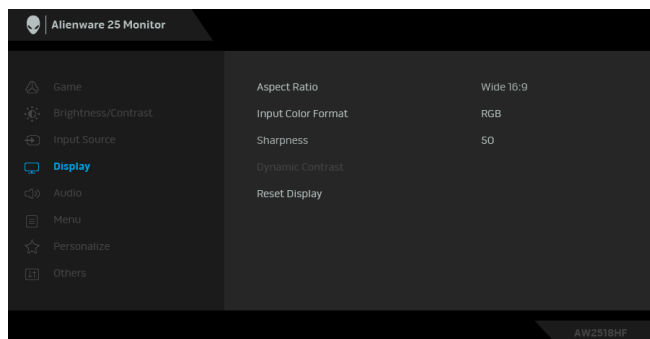 Alienware 25 Monitor
Game
Brightness/Contrast
Input Source
Display
Audio
Menu
Personalize
Others
Aspect Ratio Wide 16:9
Input Color Format RGB
Sharpness 50
Dynamic Contrast
Reset Display
AW2518HF